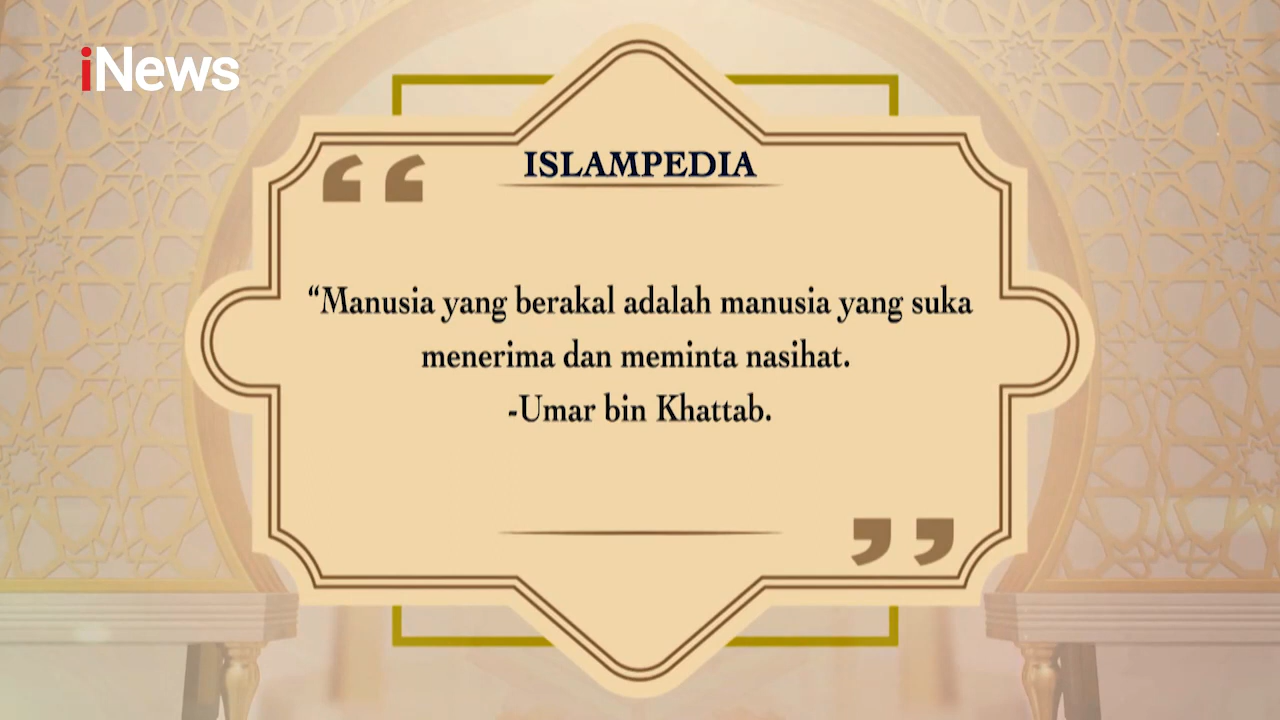 iNews
ISLAMPEDIA
“Manusia yang berakal adalah manusia yang suka
menerima dan meminta nasihat.
-Umar bin Khattab.